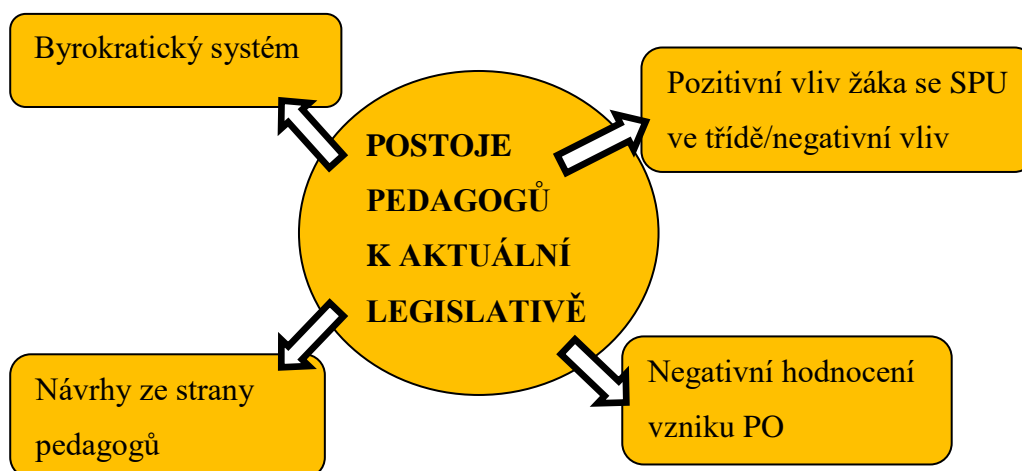 Byrokratický systém
Pozitivní vliv žáka se SPU
ve třídě/negativní vliv
POSTOJE
PEDAGOGŮ
K AKTUÁLNÍ
LEGISLATIVĚ
Návrhy ze strany
pedagogů
Negativní hodnocení
vzniku PO